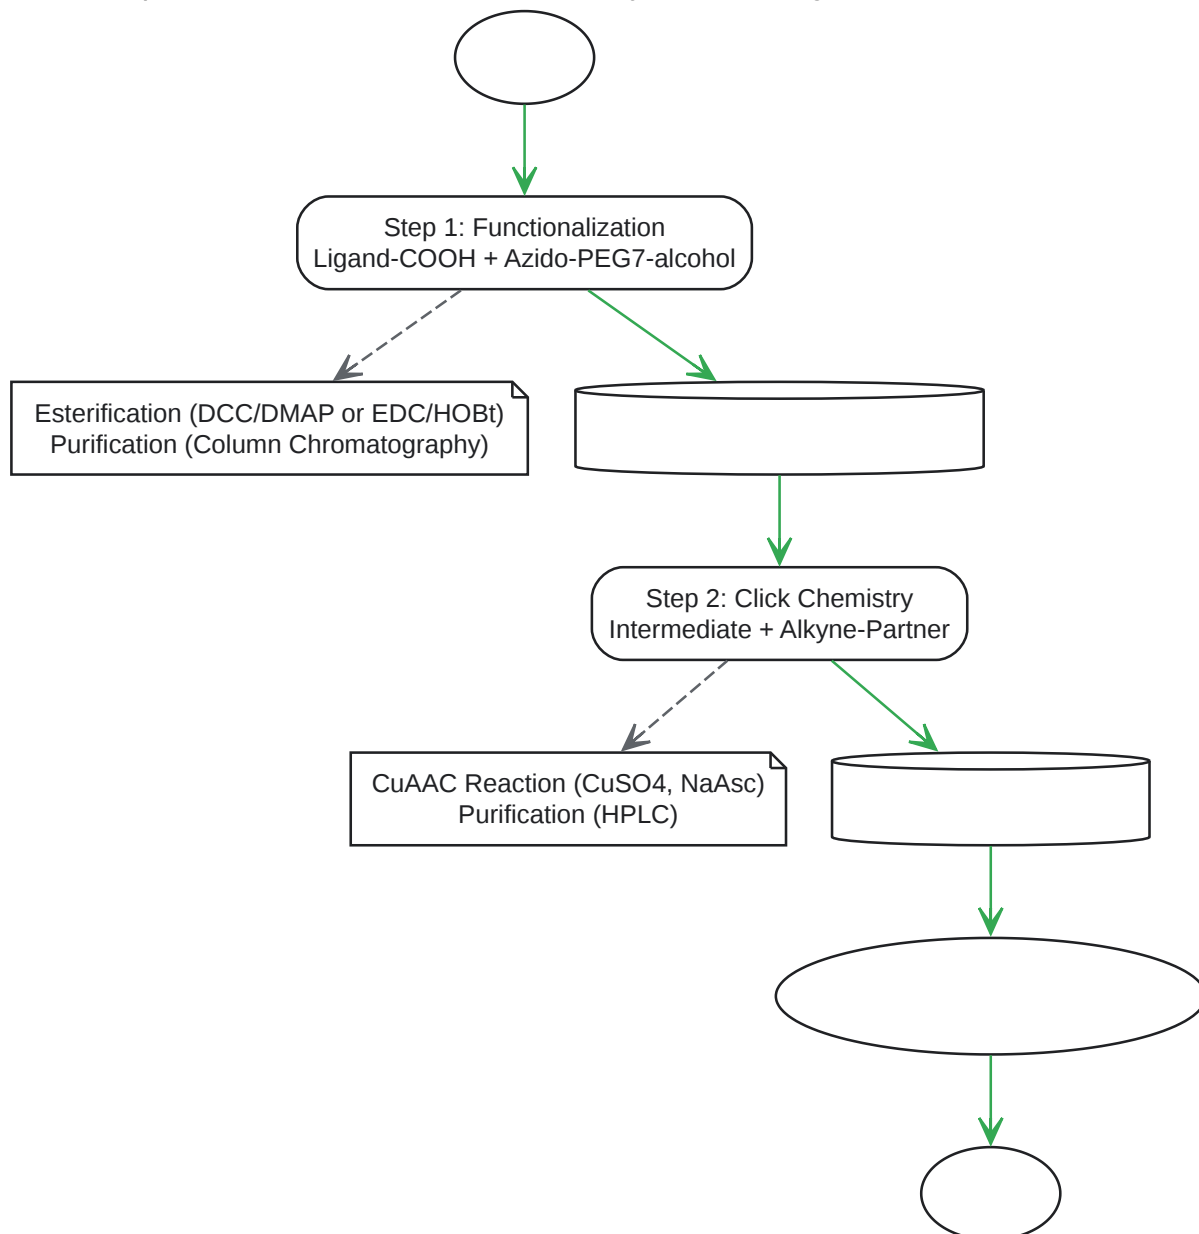 Step 1: Functionalization
Ligand-COOH + Azido-PEG7-alcohol
Esterification (DCC/DMAP or EDC/HOBt)
Purification (Column Chromatography)
Step 2: Click Chemistry
Intermediate + Alkyne-Partner
CuAAC Reaction (CuSO4, NaAsc)
Purification (HPLC)